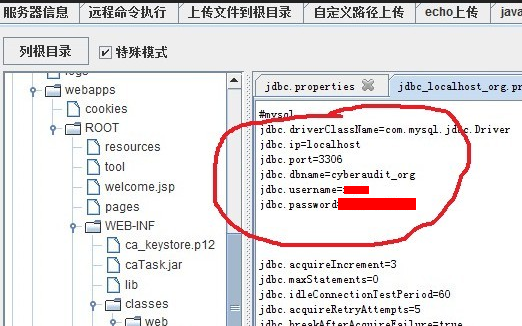 服务器信息 远程命令执行 上传文件到根目录 自定义路径上传 echo上传 java
列根目录 特殊模式
logs
webapps
cookies
ROOT
resources
tool
welcome.jsp
pages
WEB-INF
ca_keystore.p12
caTask.jar
lib
classes
web
jdbc.properties jdbc_localhost_org.pr
#mysql
jdbc.driverClassName=com.mysql.jdbc.Driver
jdbc.ip=localhost
jdbc.port=3306
jdbc.dbname=cyberaudit_org
jdbc.username=
jdbc.password
jdbc.acquireIncrement=3
jdbc.maxStatements=0
jdbc.idleConnectionTestPeriod=60
jdbc.acquireRetryAttempts=5
jdbc.breakAfterAcquireFailure=true